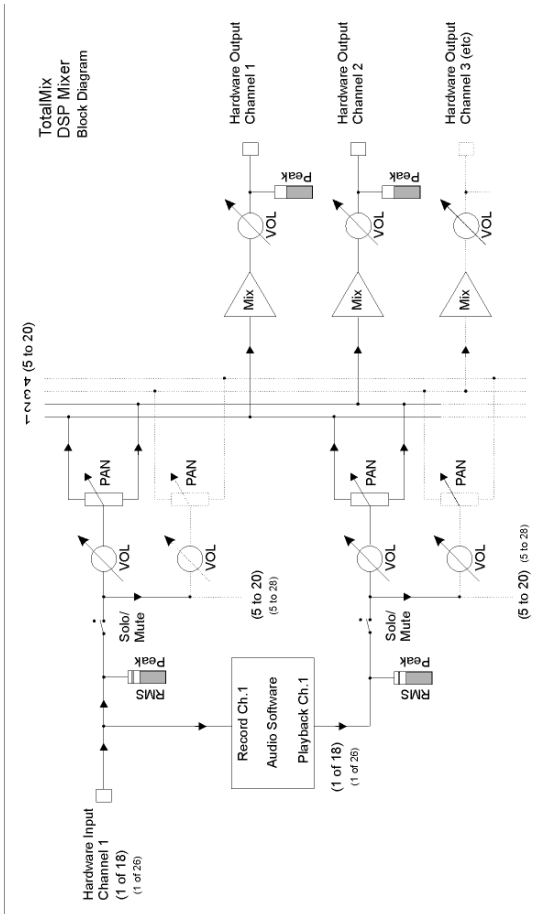 TotalMix
DSP Mixer
Block Diagram
Hardware Input
Channel 1
(1 of 18)
(1 of 26)
RMS
Peak
Solo/
Mute
VOL
PAN
VOL
PAN
(5 to 20)
(5 to 28)
1 2 3 4 (5 to 20)
Record Ch.1
Audio Software
Playback Ch.1
(1 of 18)
(1 of 26)
RMS
Peak
Solo/
Mute
VOL
PAN
VOL
PAN
(5 to 20) (5 to 28)
Mix
VOL
Peak
Hardware Output
Channel 1
Mix
VOL
Peak
Hardware Output
Channel 2
Mix
VOL
Hardware Output
Channel 3 (etc)